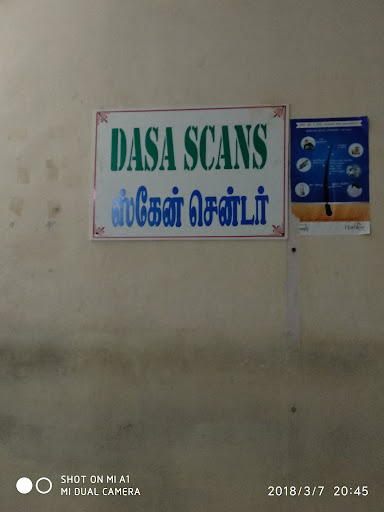 DASA SCANS
ஸ்கேன் சென்டர்
SHOT ON MI A1
MI DUAL CAMERA
2018/3/7 20:45